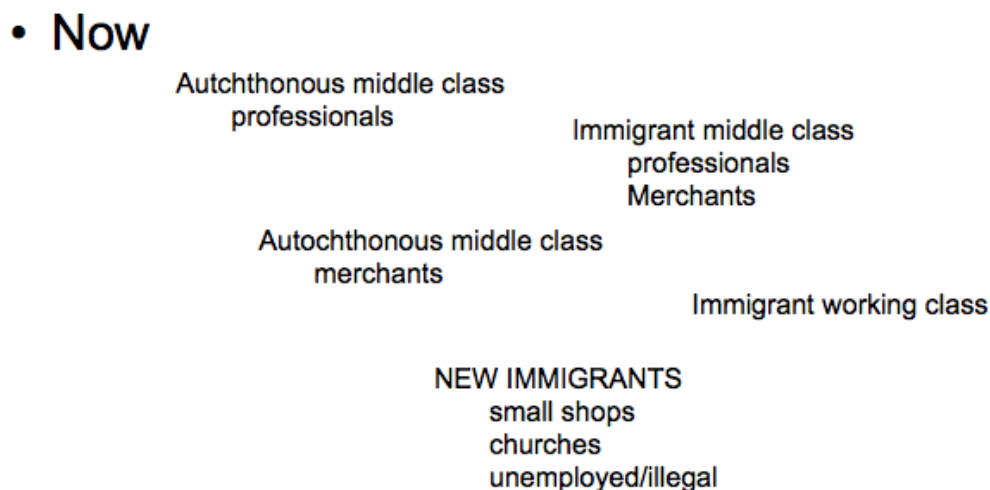 • Now
Autchthonous middle class
professionals
Immigrant middle class
professionals
Merchants
Autochthonous middle class
merchants
Immigrant working class
NEW IMMIGRANTS
small shops
churches
unemployed/illegal